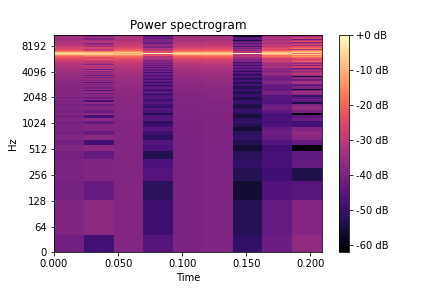 Power spectrogram
8192
4096
2048
1024
512
256
128
64
0
Hz
0.000 0.050 0.100 0.150 0.200
Time
+0 dB
-10 dB
-20 dB
-30 dB
-40 dB
-50 dB
-60 dB